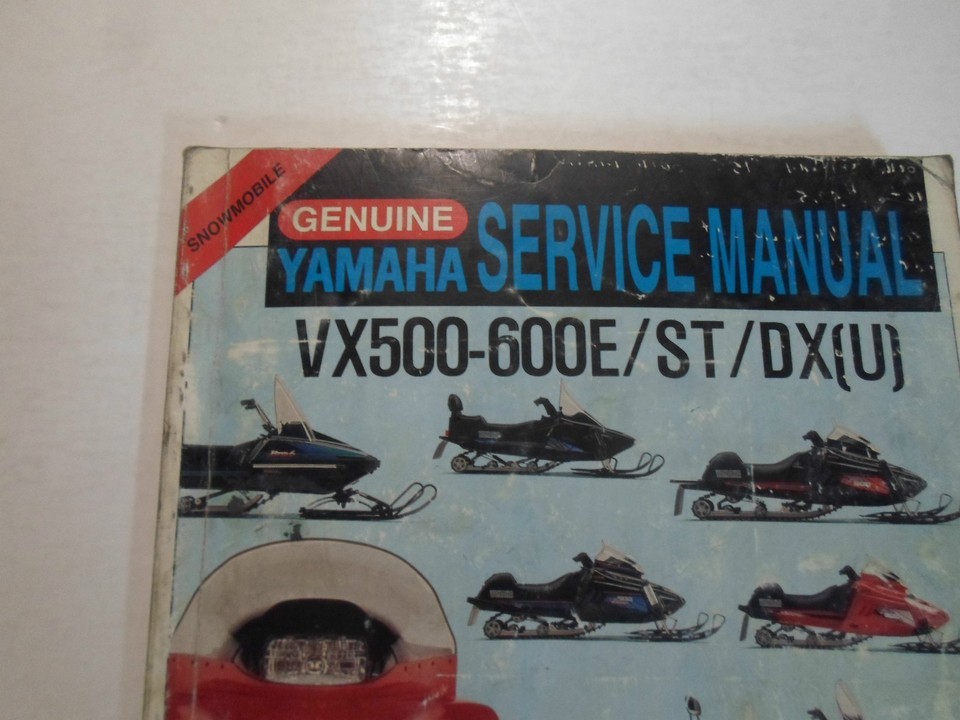 SNOWMOBILE
GENUINE
YAMAHA SERVICE MANUAL
VX500-600E/ST/DX(U)